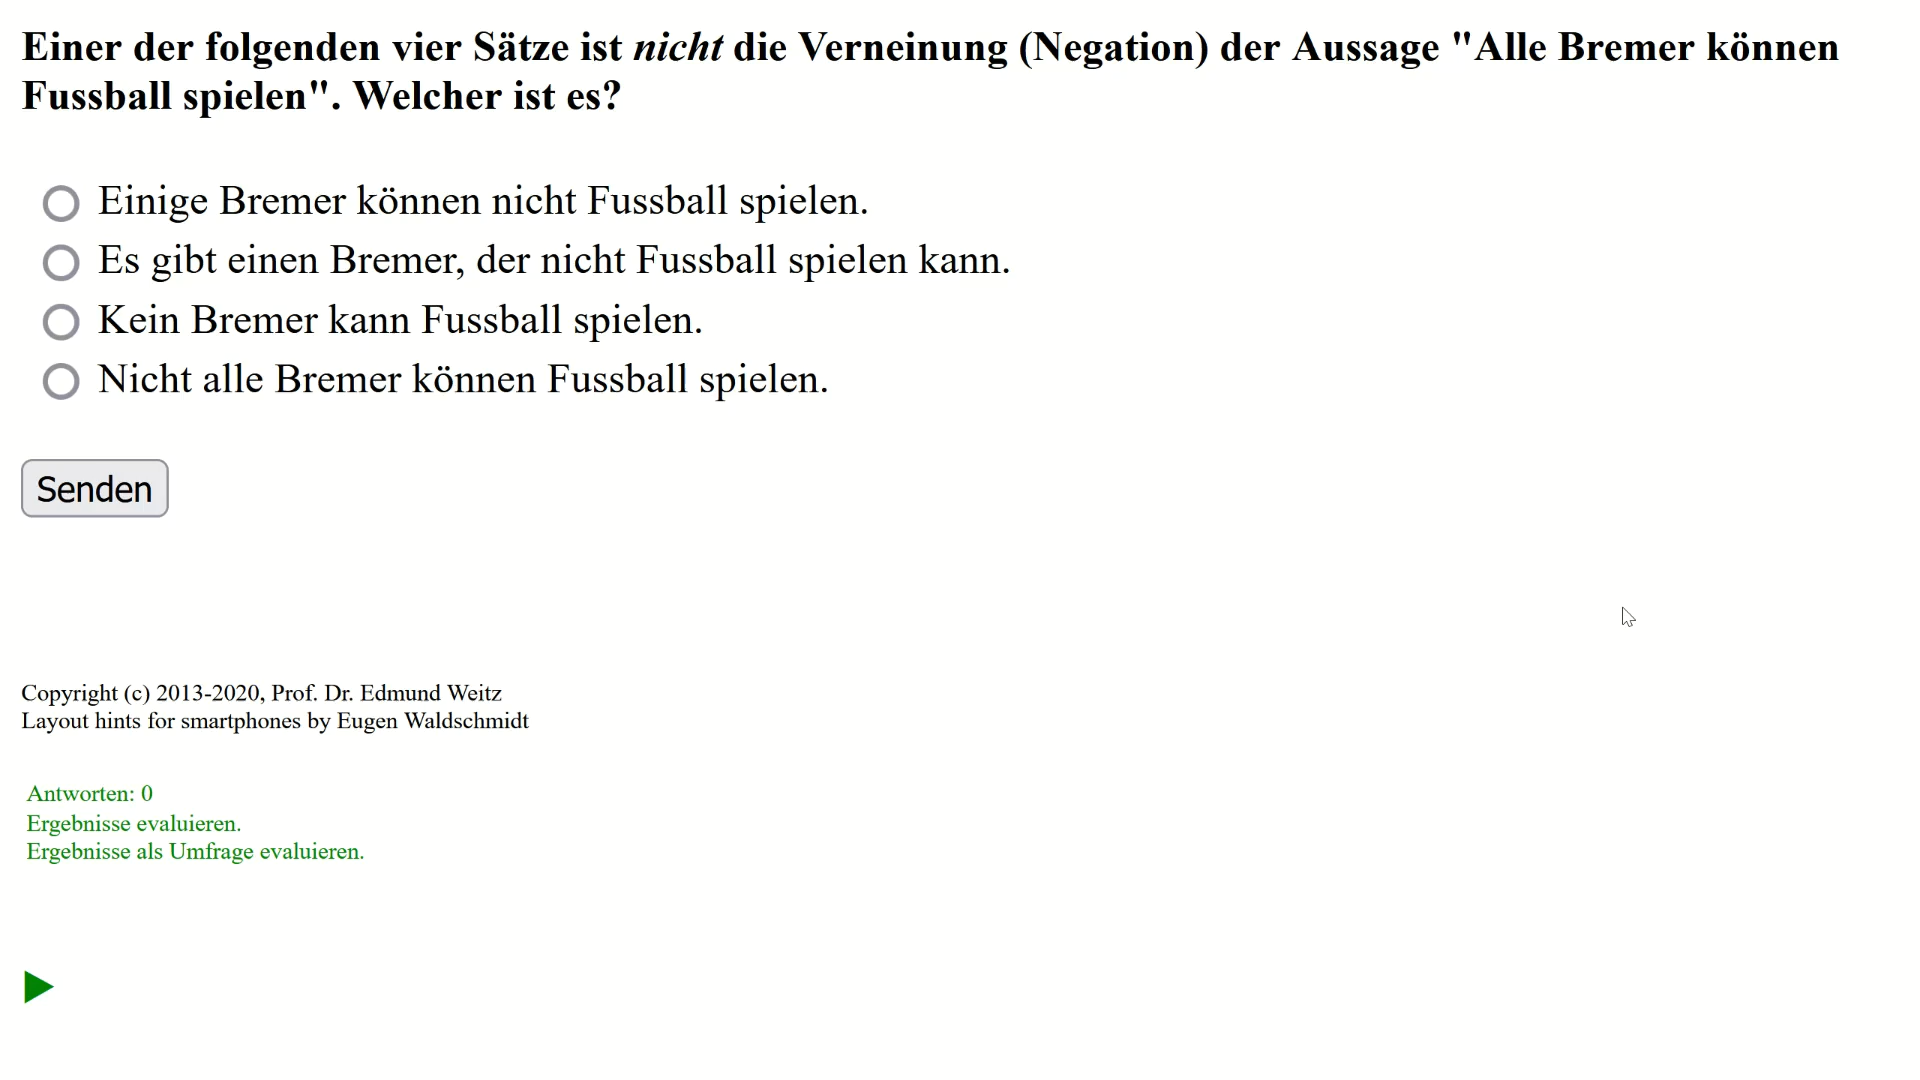 Einer der folgenden vier Sätze ist nicht die Verneinung (Negation) der Aussage "Alle Bremer können
Fussball spielen". Welcher ist es?
Einige Bremer können nicht Fussball spielen.
Es gibt einen Bremer, der nicht Fussball spielen kann.
Kein Bremer kann Fussball spielen.
Nicht alle Bremer können Fussball spielen.
Senden
Copyright (c) 2013-2020, Prof. Dr. Edmund Weitz
Layout hints for smartphones by Eugen Waldschmidt
Antworten: 0
Ergebnisse evaluieren.
Ergebnisse als Umfrage evaluieren.